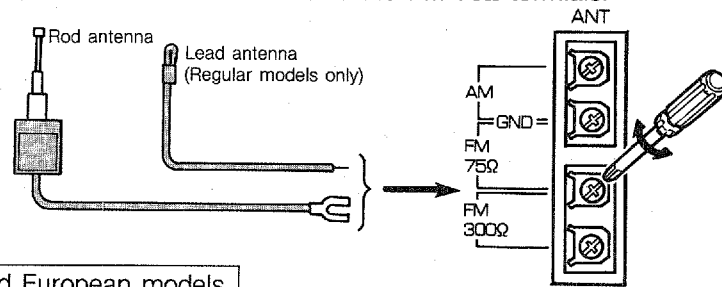 ANT
Rod antenna
Lead antenna
(Regular models only)
AM
GND
FM
75Ω
FM
300Ω
d European models